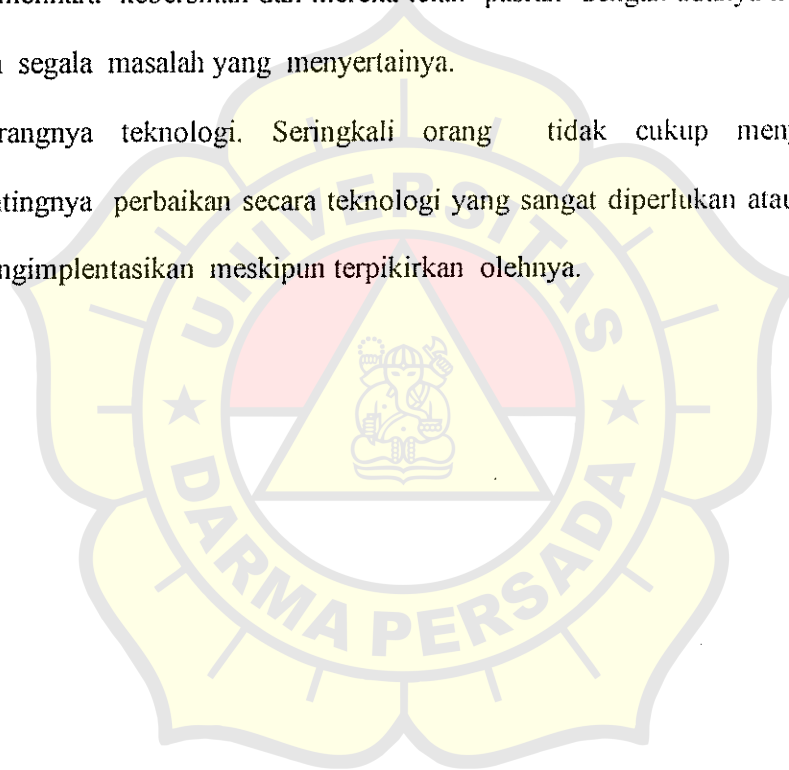 segala masalah yang menyertainya.
rangnya teknologi. Seringkali orang tidak cukup men
tingnya perbaikan secara teknologi yang sangat diperlukan atau
ngimplentasikan meskipun terpikirkan olehnya.
UNIVERSITAS
DARMA PERSADA